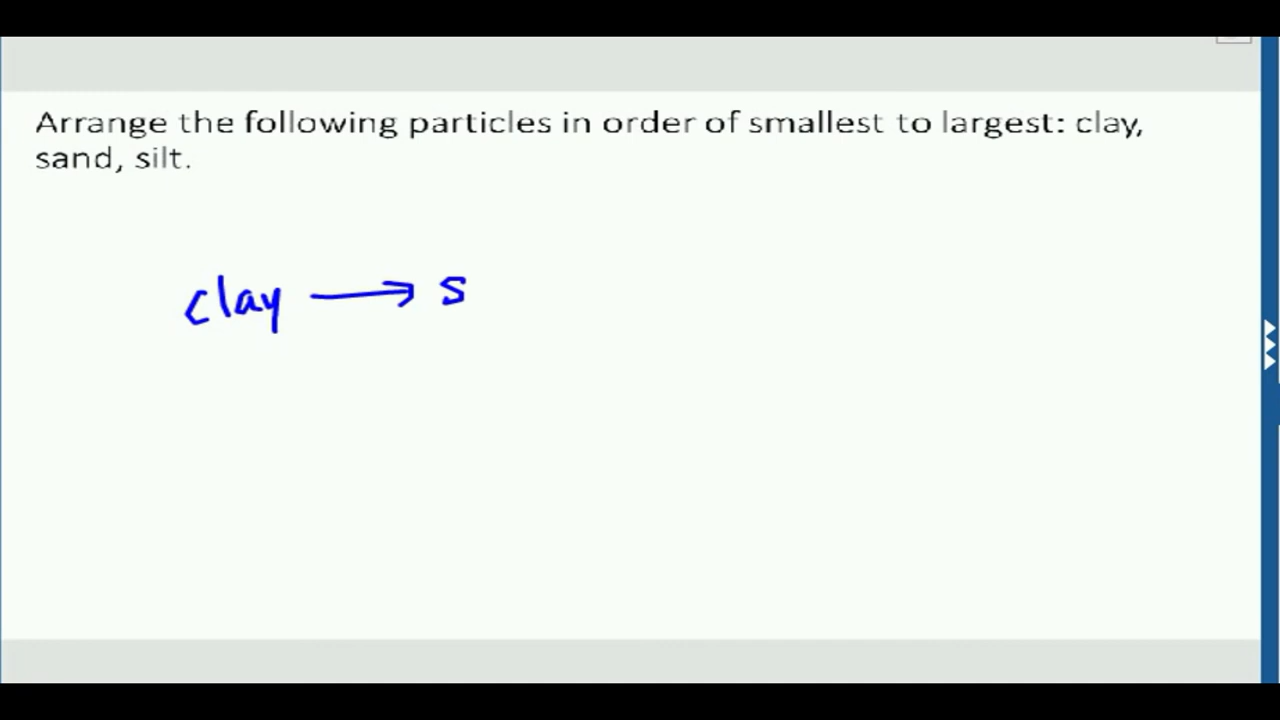 Arrange the following particles in order of smallest to largest: clay,
sand, silt.
clay → s